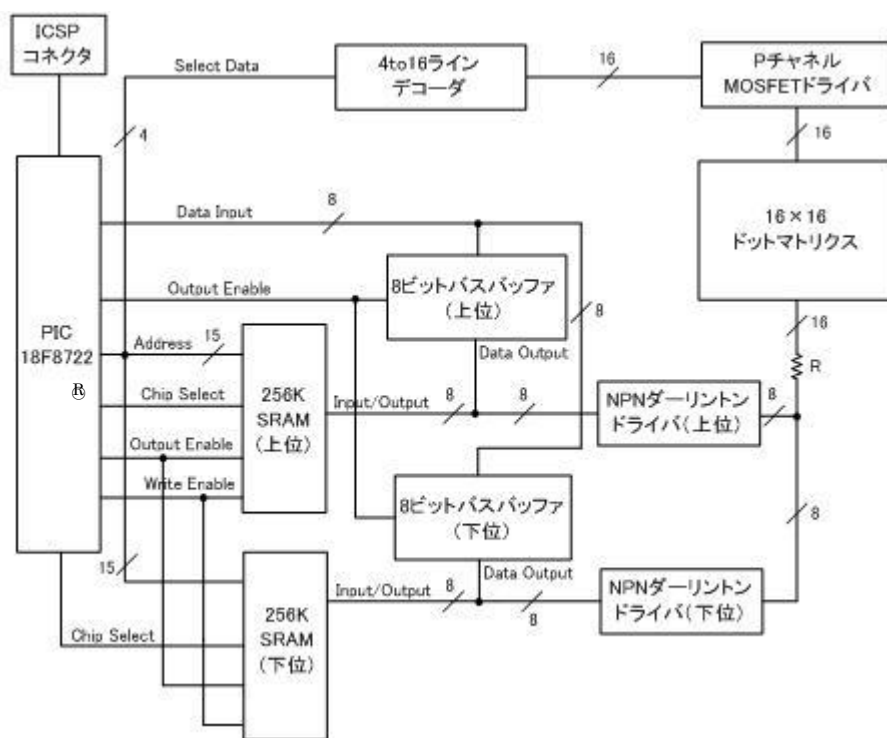 ICSP
コネクタ
Select Data
4to16ライン
デコーダ
16
Pチャネル
MOSFETドライバ
4
16
Data Input
8
16×16
ドットマトリクス
8ビットバスバッファ
(上位)
Output Enable
8
16
PIC
18F8722
®
Address
15
Data Output
R
Chip Select
256K
SRAM
(上位)
Input/Output
8
8
NPNダーリントン
ドライバ(上位)
8
Output Enable
Write Enable
8ビットバスバッファ
(下位)
8
15
Input/Output
8
Data Output
8
NPNダーリントン
ドライバ(下位)
256K
SRAM
(下位)
Chip Select